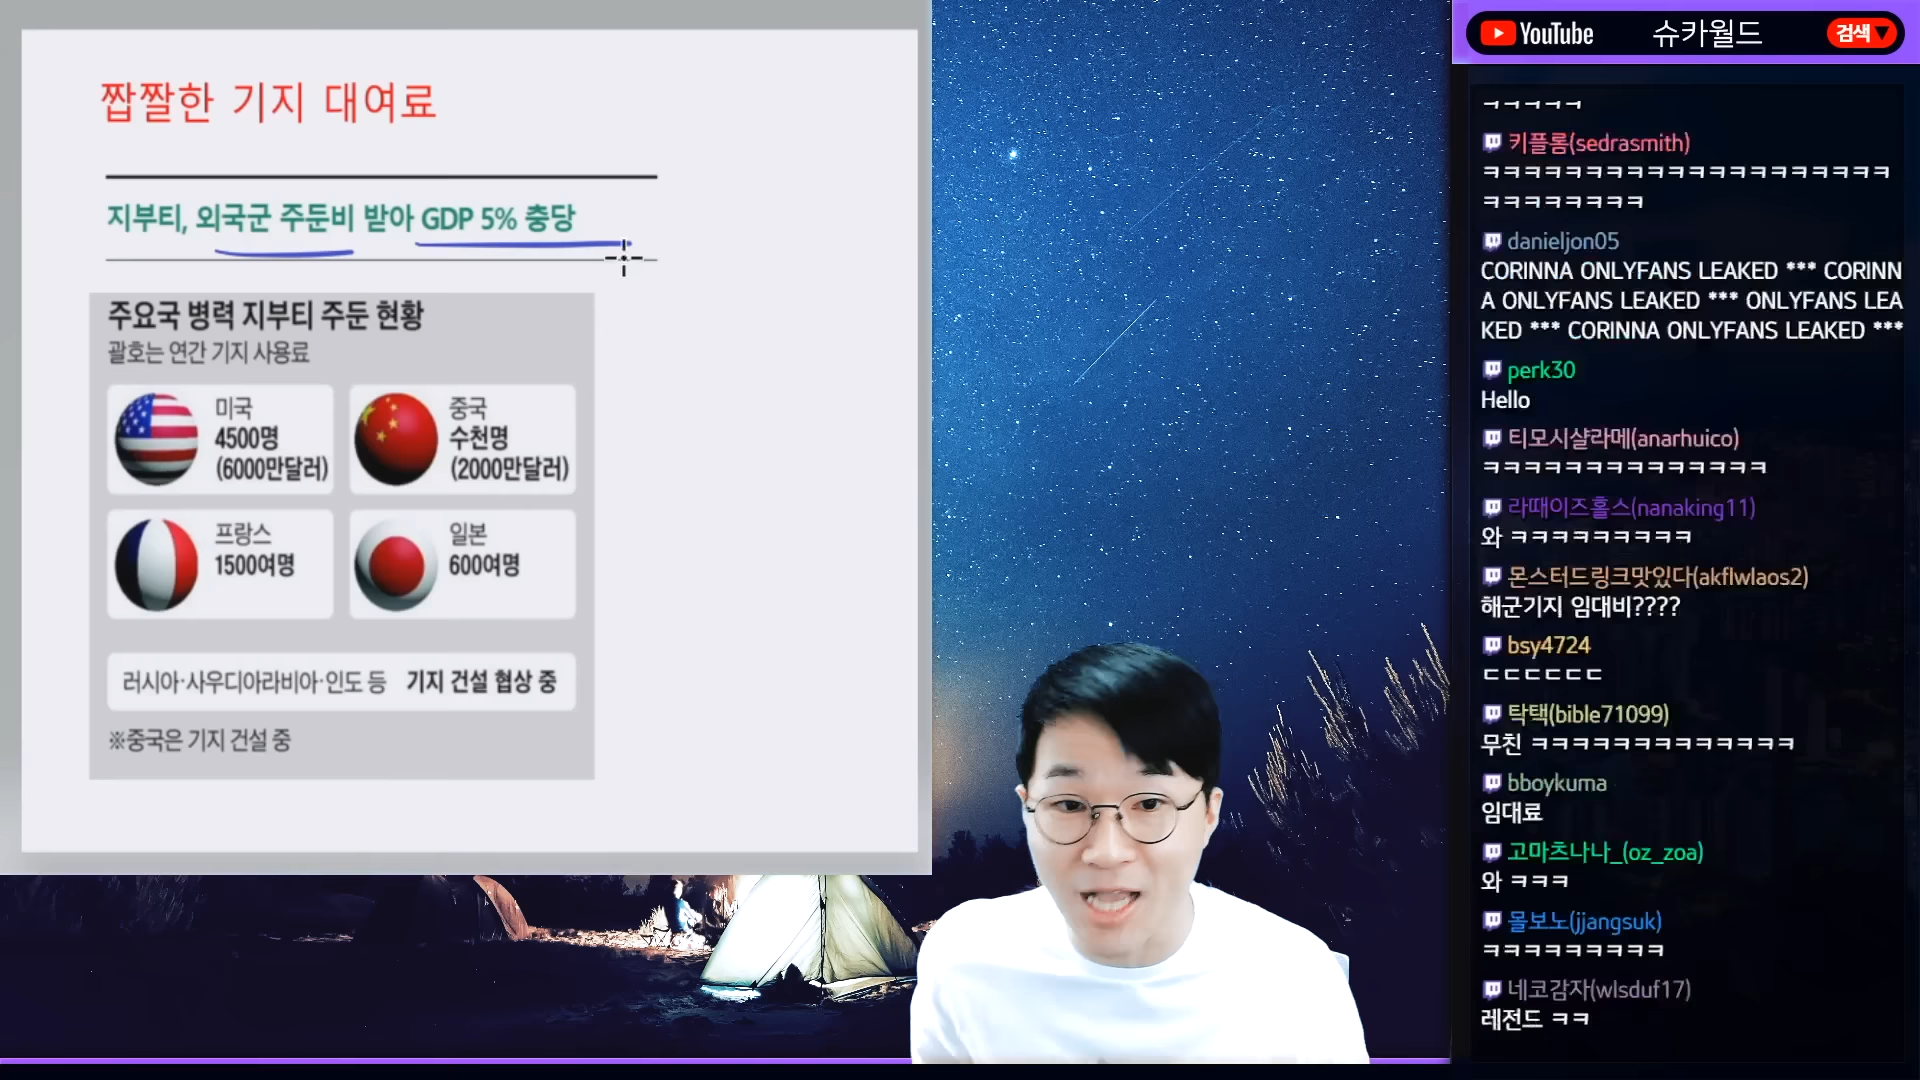 짭짤한 기지 대여료
지부티, 외국군 주둔비 받아 GDP 5% 충당
주요국 병력 지부티 주둔 현황
괄호는 연간 기지 사용료
미국
4500명
(6000만달러)
중국
수천명
(2000만달러)
프랑스
1500여명
일본
600여명
러시아·사우디아라비아·인도 등 기지 건설 협상 중
※중국은 기지 건설 중
YouTube 슈카월드 검색▼
키플롬(sedrasmith)
ㅋㅋㅋㅋㅋㅋㅋㅋㅋㅋㅋㅋㅋㅋㅋㅋㅋㅋㅋㅋ
ㅋㅋㅋㅋㅋㅋㅋㅋ
danieljon05
CORINNA ONLYFANS LEAKED *** CORINN
A ONLYFANS LEAKED *** ONLYFANS LEA
KED *** CORINNA ONLYFANS LEAKED ***
perk30
Hello
티모시샬라메(anarhuico)
ㅋㅋㅋㅋㅋㅋㅋㅋㅋㅋㅋㅋㅋㅋ
라때이즈홀스(nanaking11)
와 ㅋㅋㅋㅋㅋㅋㅋㅋㅋ
몬스터드링크맛있다(akflwlaos2)
해군기지 임대비????
bsy4724
ㄷㄷㄷㄷㄷㄷ
탁택(bible71099)
무친 ㅋㅋㅋㅋㅋㅋㅋㅋㅋㅋㅋㅋㅋ
bboykuma
임대료
고마츠나나_(oz_zoa)
와 ㅋㅋㅋ
몰보노(jjangsuk)
ㅋㅋㅋㅋㅋㅋㅋㅋㅋ
네코감자(wlsduf17)
레전드 ㅋㅋ